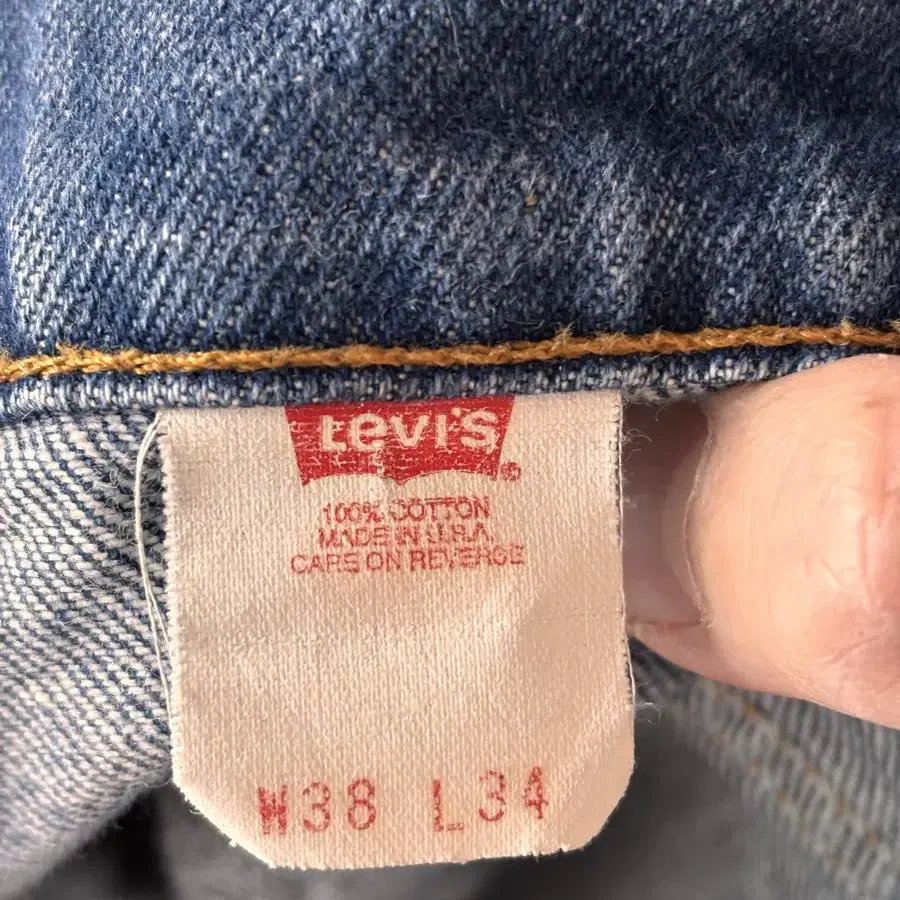 Levi's®
100% COTTON
MADE IN U.S.A.
CARE ON REVERSE
W38 L34